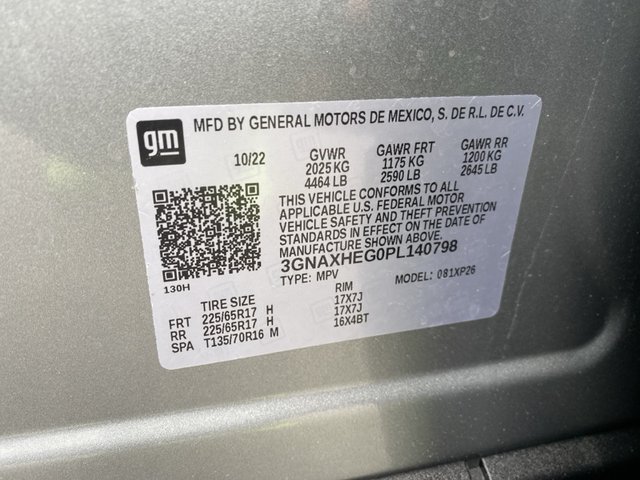 gm
MFD BY GENERAL MOTORS DE MEXICO, S. DE R.L. DE C.V.
10/22 GVWR GAWR FRT GAWR RR
2025 KG 1175 KG 1200 KG
4464 LB 2590 LB 2645 LB
THIS VEHICLE CONFORMS TO ALL
APPLICABLE U.S. FEDERAL MOTOR
VEHICLE SAFETY AND THEFT PREVENTION
STANDARDS IN EFFECT ON THE DATE OF
MANUFACTURE SHOWN ABOVE.
3GNAXHEG0PL140798
130H
TYPE: MPV MODEL: 081XP26
TIRE SIZE RIM
FRT 225/65R17 H 17X7J
RR 225/65R17 H 17X7J
SPA T135/70R16 M 16X4BT